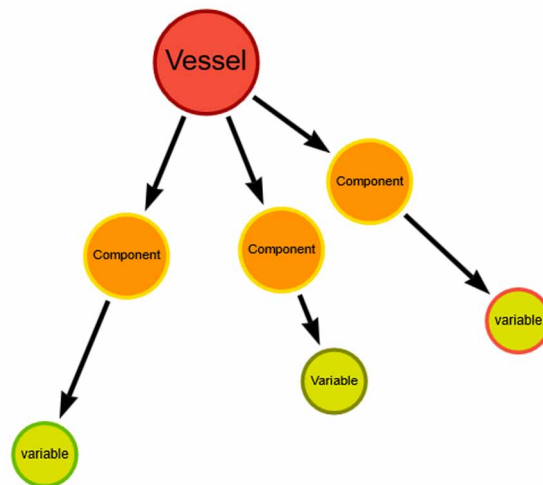 Vessel
Component
Component
Component
variable
Variable
variable